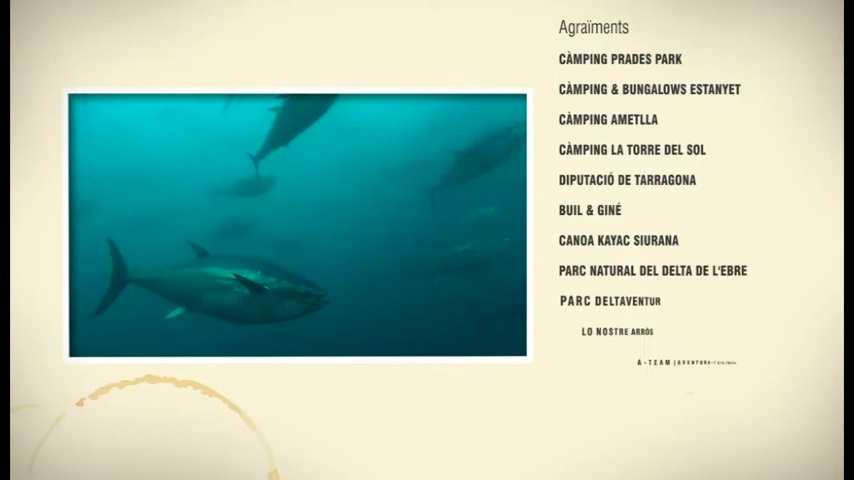 Agraïments
CÀMPING PRADES PARK
CÀMPING & BUNGALOWS ESTANYET
CÀMPING AMETLLA
CÀMPING LA TORRE DEL SOL
DIPUTACIÓ DE TARRAGONA
BUIL & GINÉ
CANOA KAYAC SIURANA
PARC NATURAL DEL DELTA DE L'EBRE
PARC DELTAVENTUR
LO NOSTRE ARRÒS
A-TEAM (AVENTURA